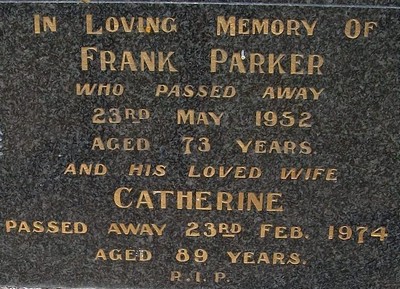 IN LOVING MEMORY OF
FRANK PARKER
WHO PASSED AWAY
23RD MAY 1952
AGED 73 YEARS.
AND HIS LOVED WIFE
CATHERINE
PASSED AWAY 23RD FEB. 1974
AGED 89 YEARS.
R.I.P.